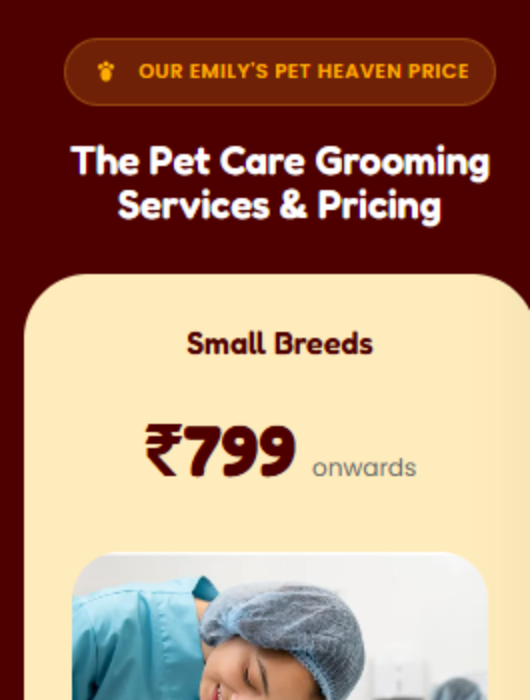 OUR EMILY'S PET HEAVEN PRICE
The Pet Care Grooming
Services & Pricing
Small Breeds
₹799 onwards